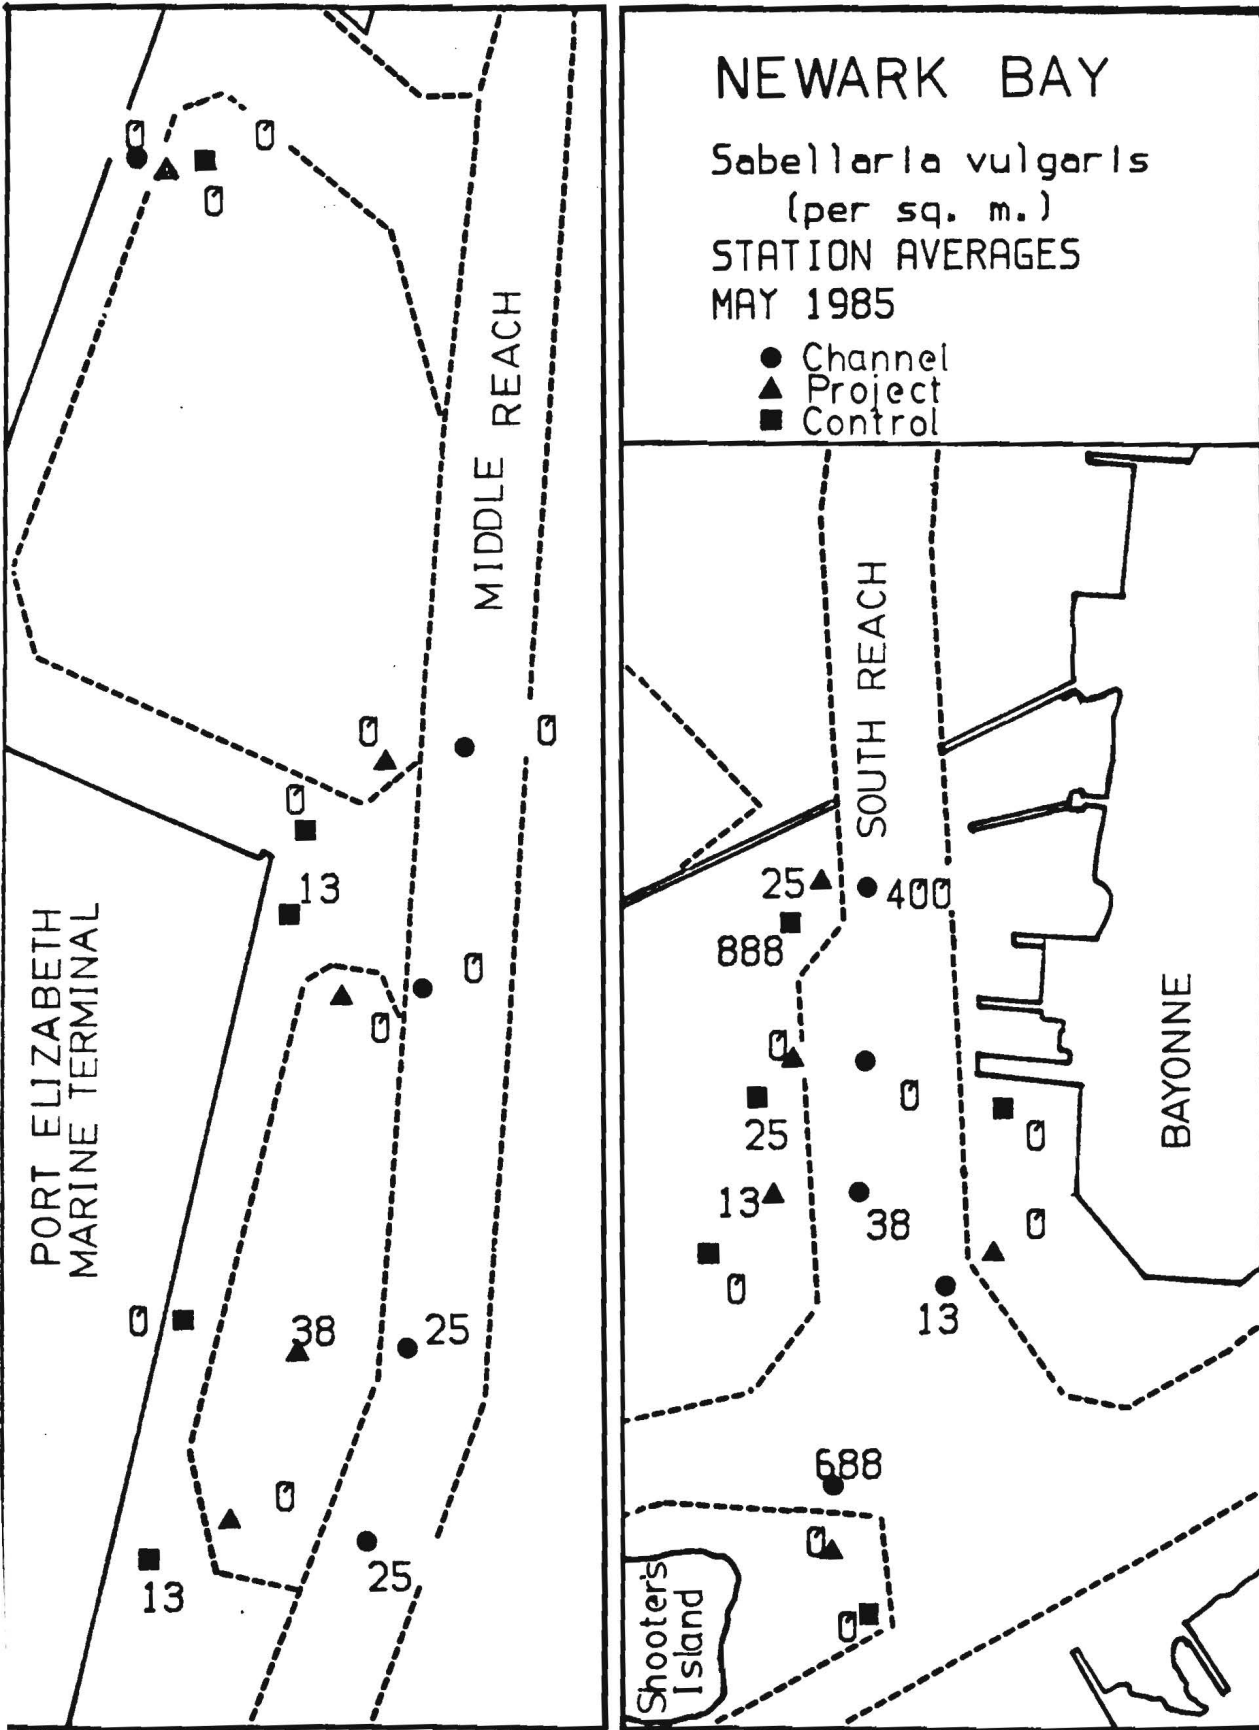 NEWARK BAY
Sabellaria vulgaris
(per sq. m.)
STATION AVERAGES
MAY 1985
Channel
Project
Control
0
0
0
MIDDLE REACH
0
0
0
13
0
0
PORT ELIZABETH
MARINE TERMINAL
0
38
25
0
13
25
SOUTH REACH
25
400
888
0
0
25
0
BAYONNE
13
38
0
0
13
688
0
0
Shooter's
Island